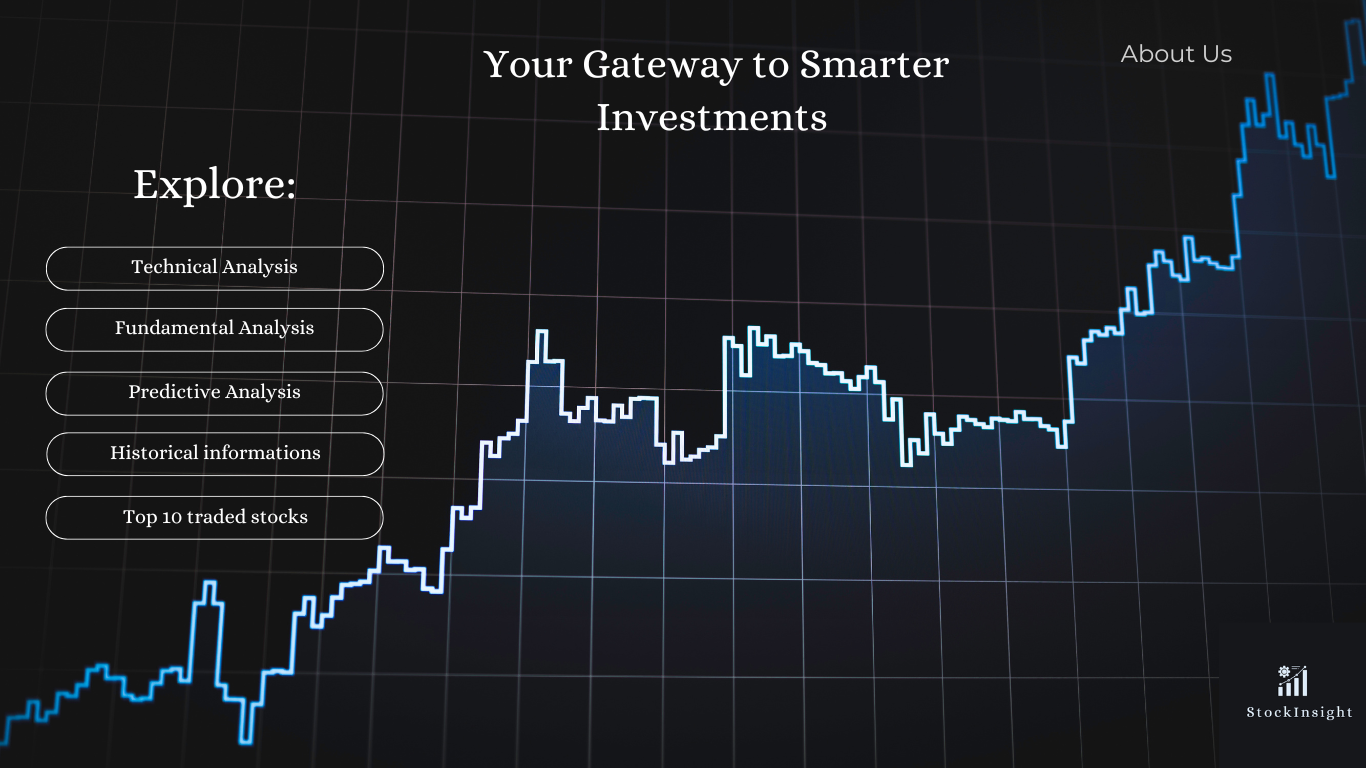 Your Gateway to Smarter
Investments
About Us
Explore:
Technical Analysis
Fundamental Analysis
Predictive Analysis
Historical informations
Top 10 traded stocks
StockInsight